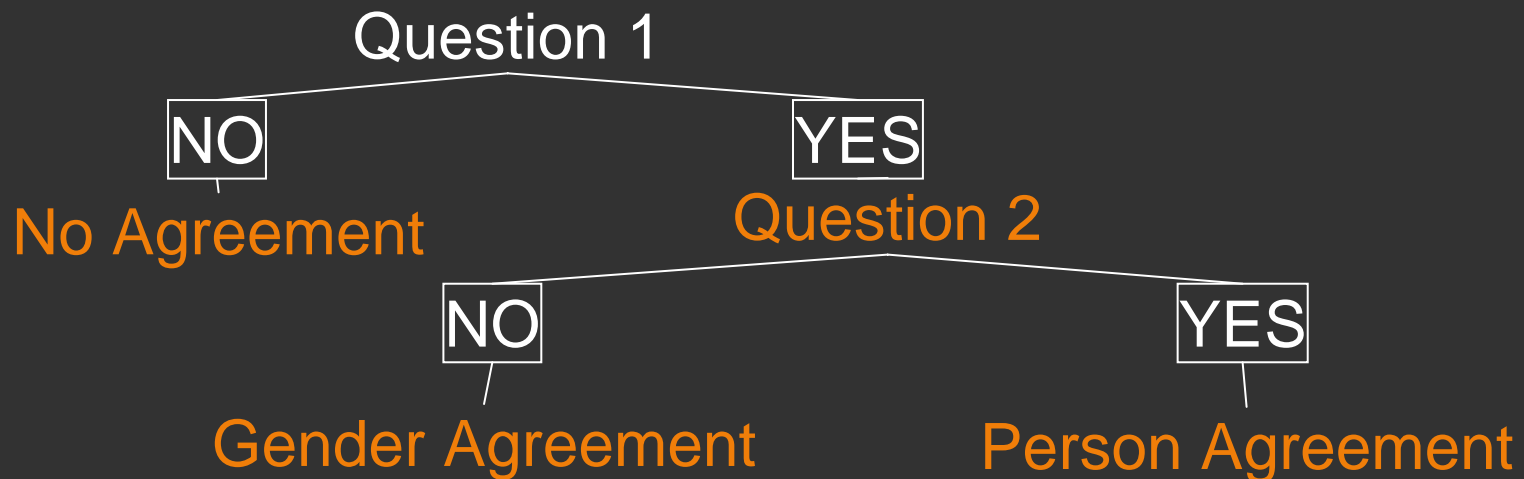 Question 1
NO
YES
No Agreement
Question 2
NO
YES
Gender Agreement
Person Agreement